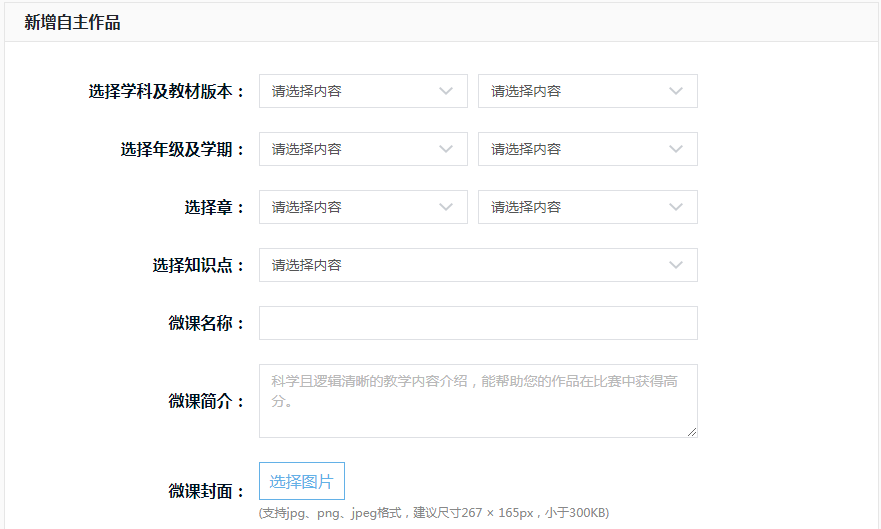 新增自主作品
选择学科及教材版本： 请选择内容 请选择内容
选择年级及学期： 请选择内容 请选择内容
选择章： 请选择内容 请选择内容
选择知识点： 请选择内容
微课名称：
微课简介： 科学且逻辑清晰的教学内容介绍，能帮助您的作品在比赛中获得高
分。
微课封面： 选择图片
(支持jpg、png、jpeg格式，建议尺寸267 × 165px，小于300KB)